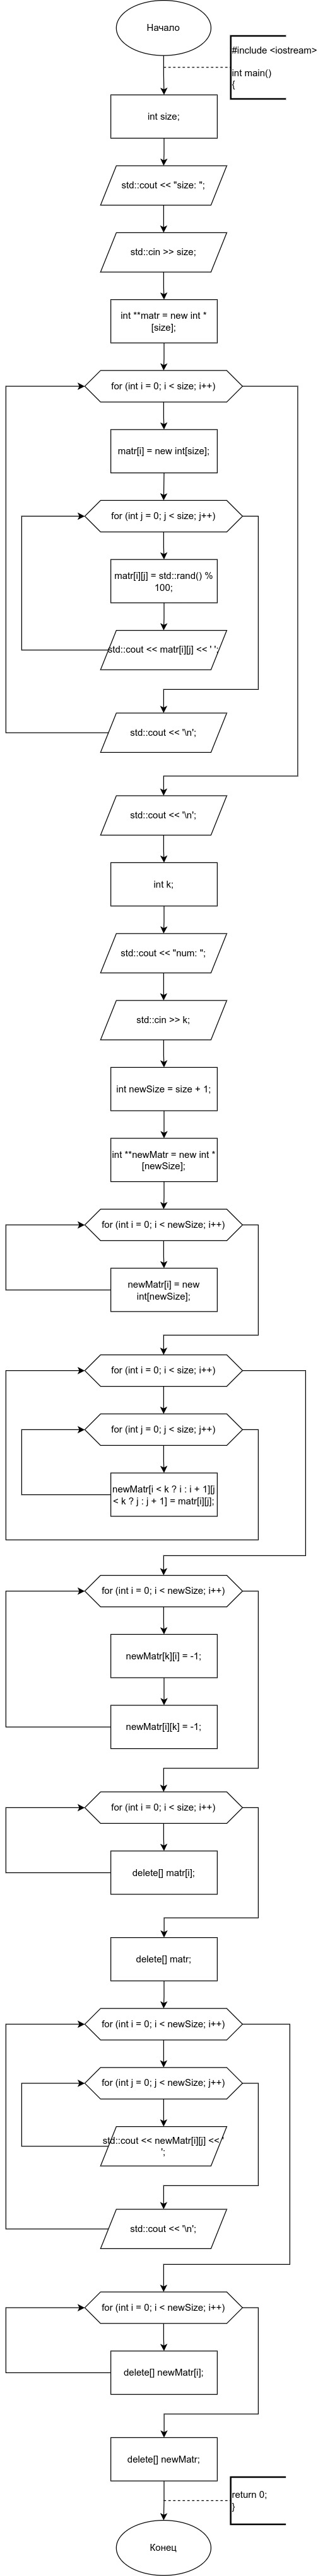 Начало
#include <iostream>
int main()
{
int size;
std::cout << "size: ";
std::cin >> size;
int **matr = new int *
[size];
for (int i = 0; i < size; i++)
matr[i] = new int[size];
for (int j = 0; j < size; j++)
matr[i][j] = std::rand() %
100;
std::cout << matr[i][j] << ' ';
std::cout << '\n';
std::cout << '\n';
int k;
std::cout << "num: ";
std::cin >> k;
int newSize = size + 1;
int **newMatr = new int *
[newSize];
for (int i = 0; i < newSize; i++)
newMatr[i] = new
int[newSize];
for (int i = 0; i < size; i++)
for (int j = 0; j < size; j++)
newMatr[i < k ? i : i + 1][j
< k ? j : j + 1] = matr[i][j];
for (int i = 0; i < newSize; i++)
newMatr[k][i] = -1;
newMatr[i][k] = -1;
for (int i = 0; i < size; i++)
delete[] matr[i];
delete[] matr;
for (int i = 0; i < newSize; i++)
for (int j = 0; j < newSize; j++)
std::cout << newMatr[i][j] << '
';
std::cout << '\n';
for (int i = 0; i < newSize; i++)
delete[] newMatr[i];
delete[] newMatr;
return 0;
}
Конец